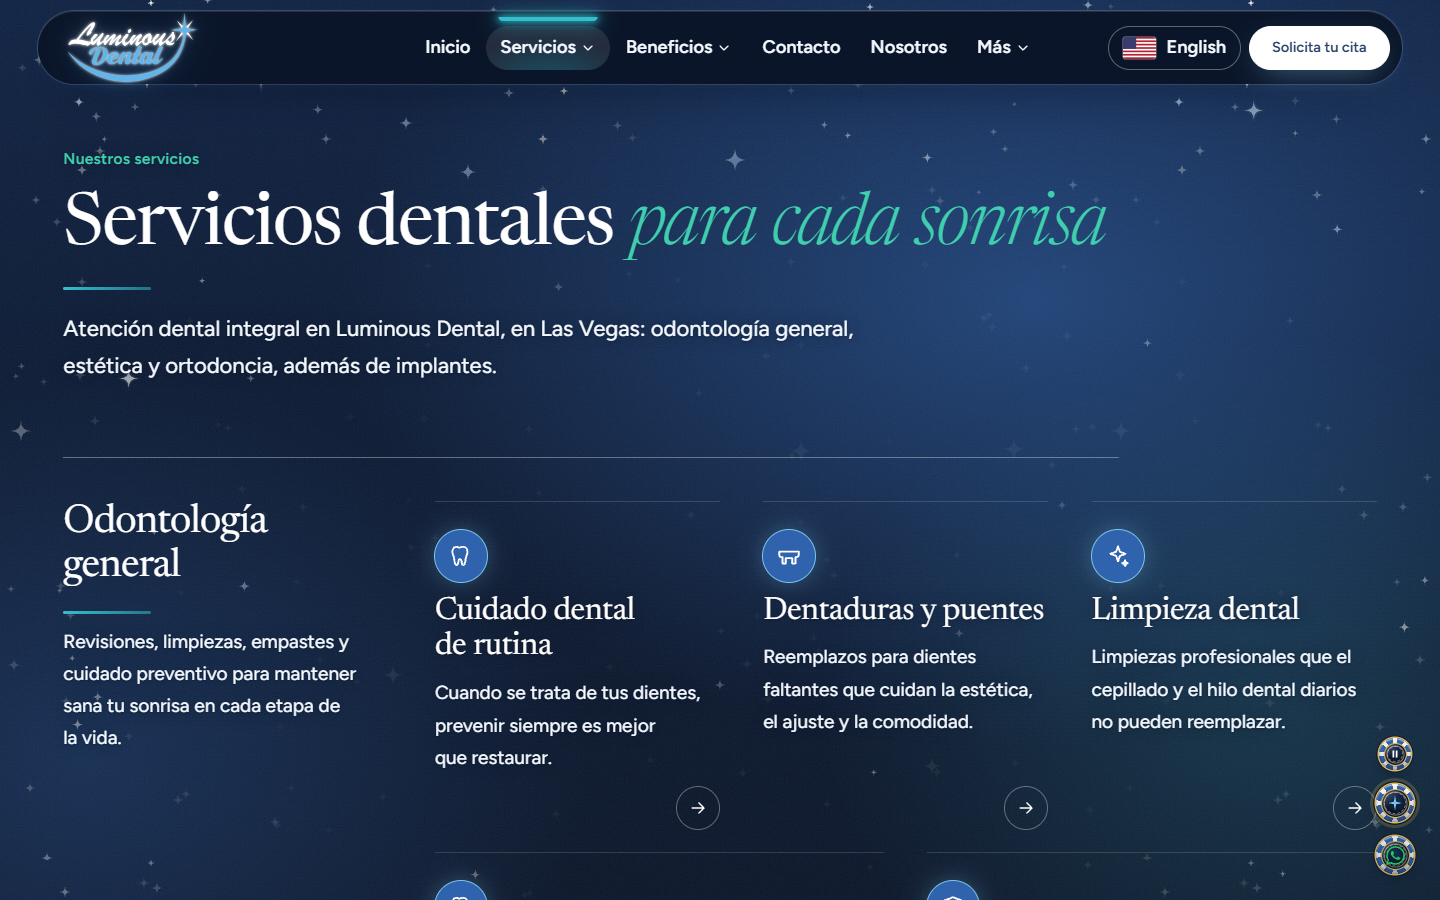 Luminous
Dental
Inicio
Servicios
Beneficios
Contacto
Nosotros
Más
English
Solicita tu cita
Nuestros servicios
Servicios dentales para cada sonrisa
Atención dental integral en Luminous Dental, en Las Vegas: odontología general,
estética y ortodoncia, además de implantes.
Odontología
general
Revisiones, limpiezas, empastes y
cuidado preventivo para mantener
sana tu sonrisa en cada etapa de
la vida.
Cuidado dental
de rutina
Cuando se trata de tus dientes,
prevenir siempre es mejor
que restaurar.
Dentaduras y puentes
Reemplazos para dientes
faltantes que cuidan la estética,
el ajuste y la comodidad.
Limpieza dental
Limpiezas profesionales que el
cepillado y el hilo dental diarios
no pueden reemplazar.